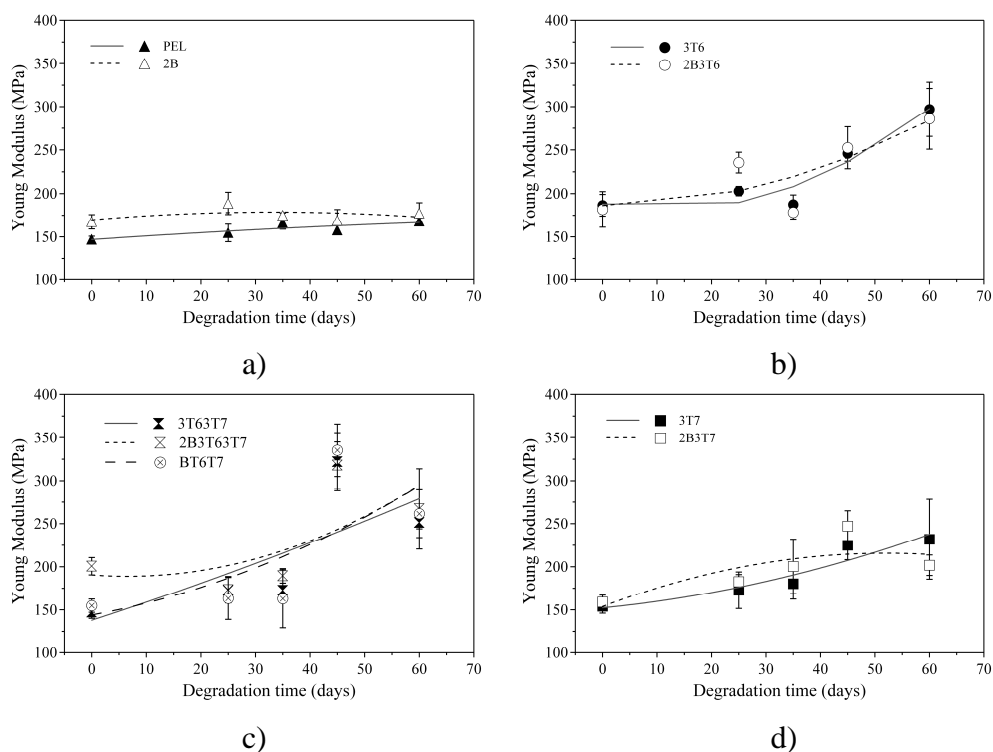 400
350
300
250
200
150
100
Young Modulus (MPa)
PEL
2B
0 10 20 30 40 50 60 70
Degradation time (days)
a)
400
350
300
250
200
150
100
Young Modulus (MPa)
3T6
2B3T6
0 10 20 30 40 50 60 70
Degradation time (days)
b)
400
350
300
250
200
150
100
Young Modulus (MPa)
3T63T7
2B3T63T7
BT6T7
0 10 20 30 40 50 60 70
Degradation time (days)
c)
400
350
300
250
200
150
100
Young Modulus (MPa)
3T7
2B3T7
0 10 20 30 40 50 60 70
Degradation time (days)
d)